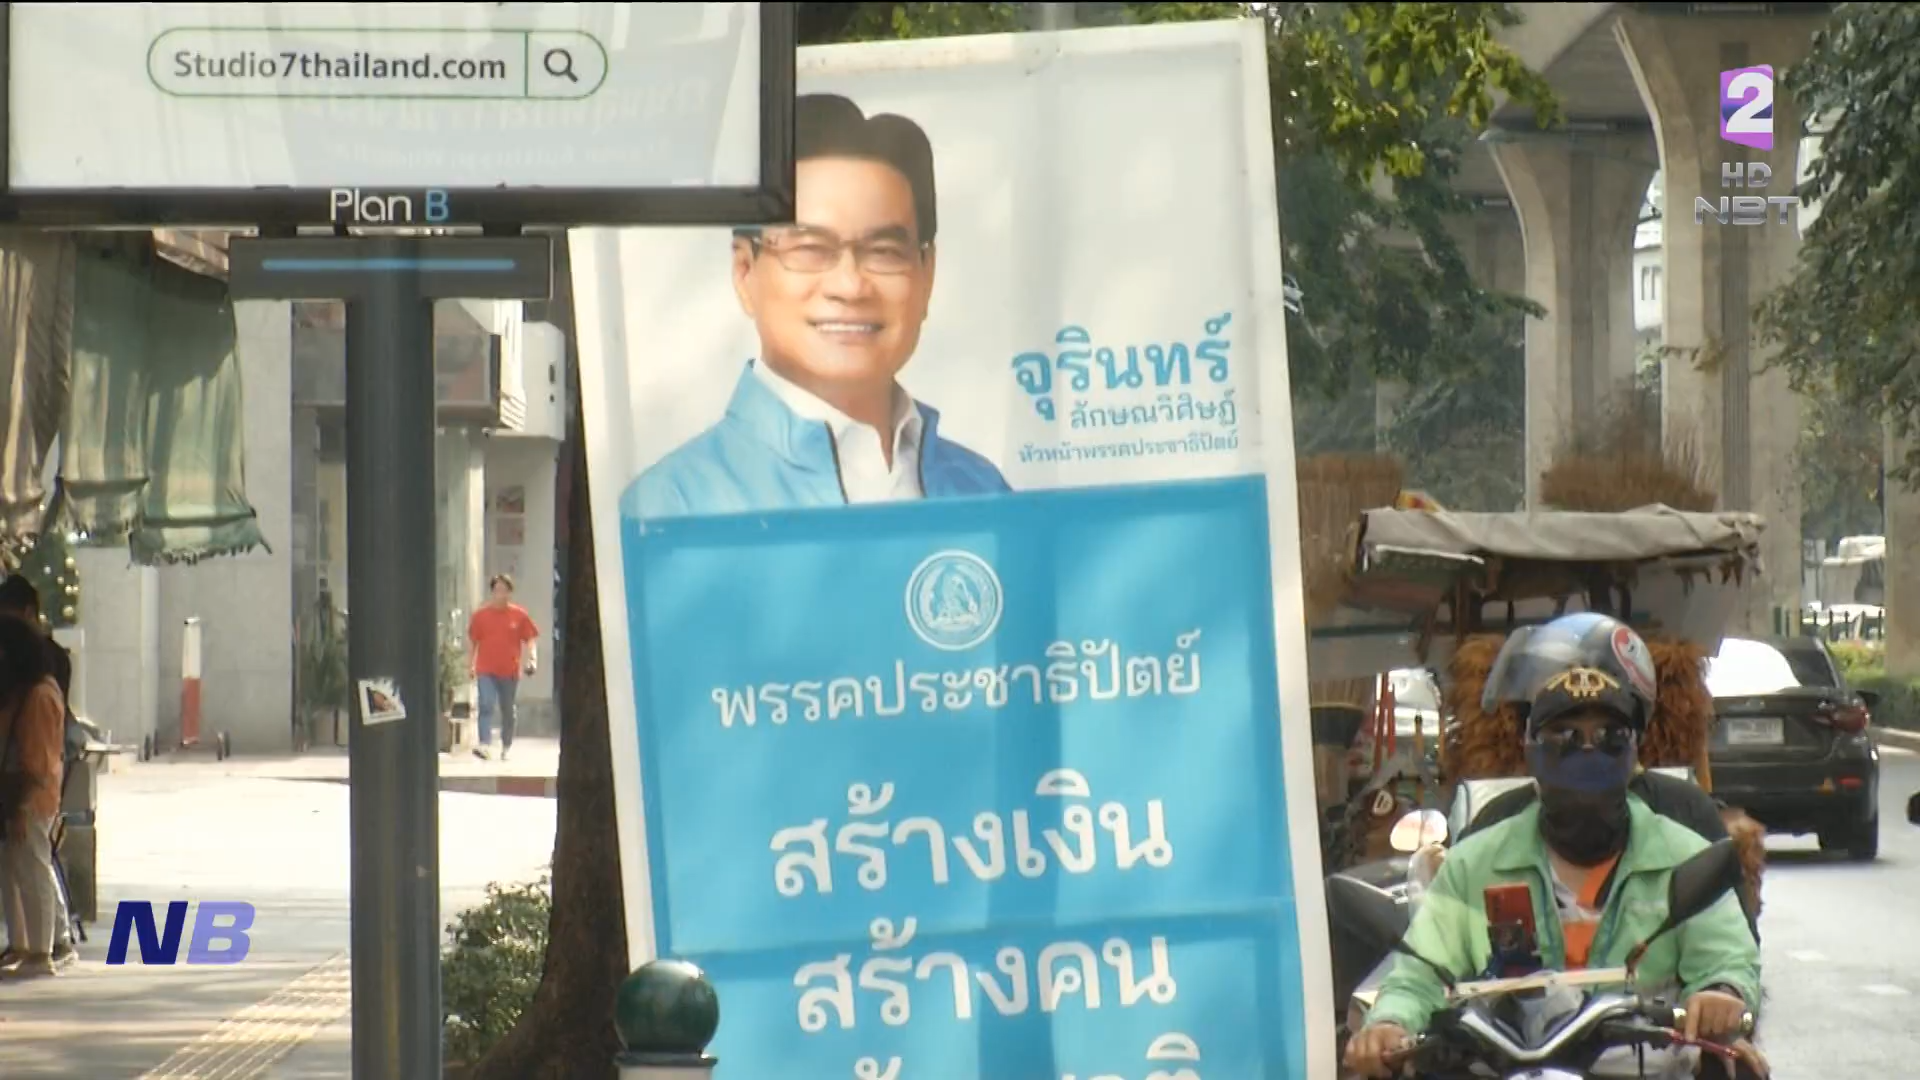 Studio7thailand.com
Plan B
2
HD
NBT
จุรินทร์
ลักษณวิศิษฏ์
หัวหน้าพรรคประชาธิปัตย์
พรรคประชาธิปัตย์
สร้างเงิน
สร้างคน
NB